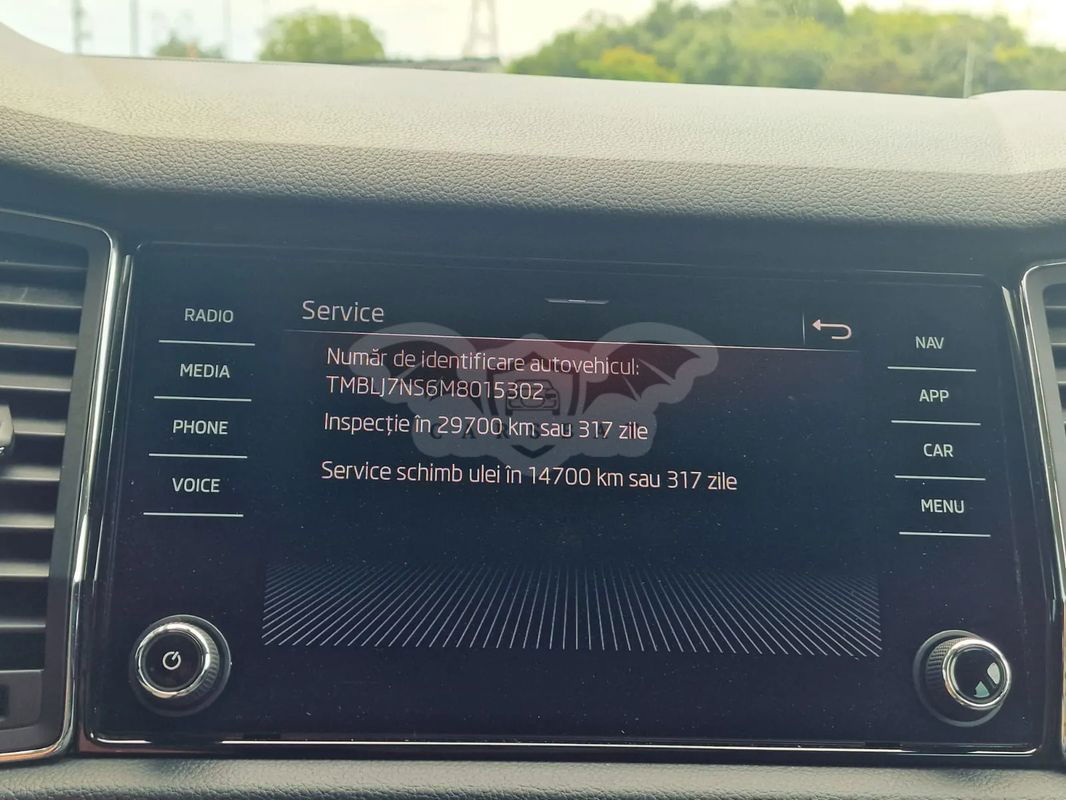 RADIO
MEDIA
PHONE
VOICE
Service
Număr de identificare autovehicul:
TMBLJ7NS6M8015302
Inspecție în 29700 km sau 317 zile
Service schimb ulei în 14700 km sau 317 zile
NAV
APP
CAR
MENU